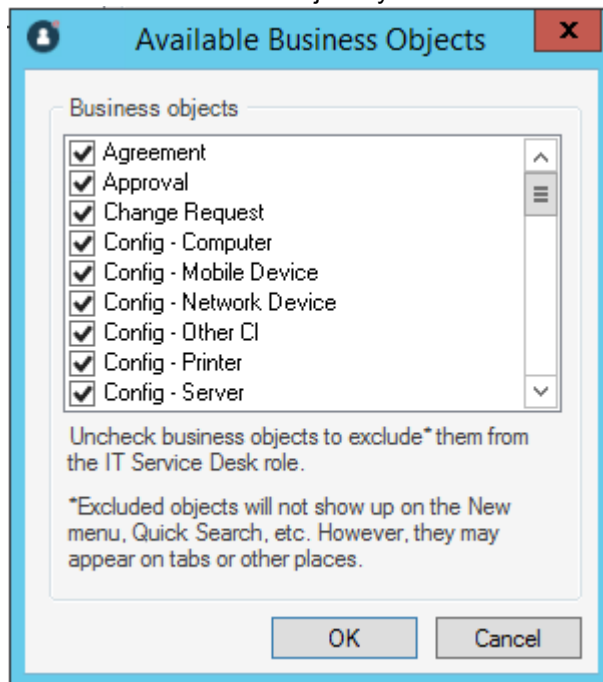 Available Business Objects
x
Business objects
Agreement
Approval
Change Request
Config - Computer
Config - Mobile Device
Config - Network Device
Config - Other CI
Config - Printer
Config - Server
Uncheck business objects to exclude* them from
the IT Service Desk role.
*Excluded objects will not show up on the New
menu, Quick Search, etc. However, they may
appear on tabs or other places.
OK
Cancel